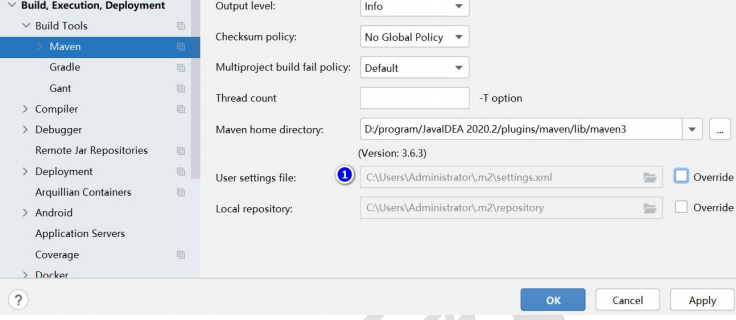 Build, Execution, Deployment
Build Tools
Maven
Gradle
Gant
Compiler
Debugger
Remote Jar Repositories
Deployment
Arquillian Containers
Android
Application Servers
Coverage
Docker
Output level: Info
Checksum policy: No Global Policy
Multiproject build fail policy: Default
Thread count -T option
Maven home directory: D:/program/JavaIDEA 2020.2/plugins/maven/lib/maven3 ...
(Version: 3.6.3)
User settings file: 1 C:\Users\Administrator\.m2\settings.xml Override
Local repository: C:\Users\Administrator\.m2\repository Override
? OK Cancel Apply